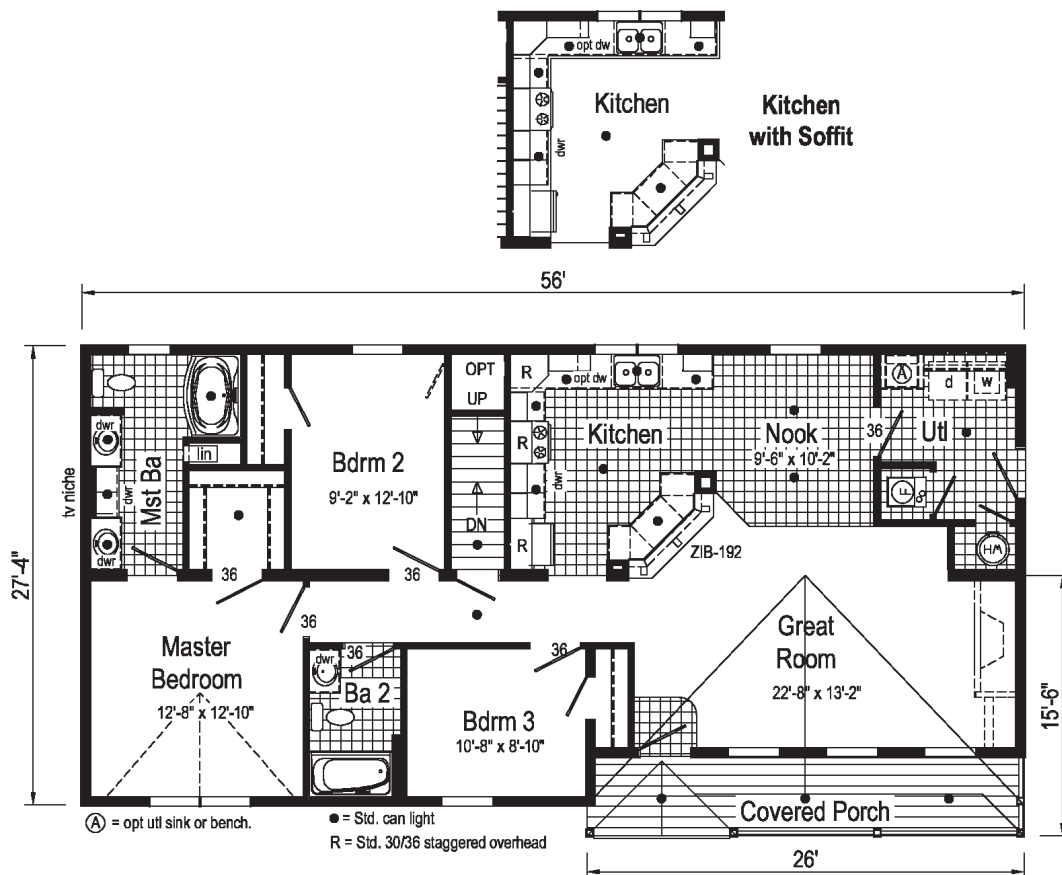 opt dw
Kitchen
dwr
Kitchen
with Soffit
56'
27'-4"
tv niche
dwr
dwr
dwr
Mst Ba
lin
Bdrm 2
9'-2" x 12'-10"
OPT
UP
DN
R
R
R
opt dw
dwr
Kitchen
Nook
9'-6" x 10'-2"
ZIB-192
A
d
w
36
Utl
F
HW
36
36
36
36
36
36
Master
Bedroom
12'-8" x 12'-10"
dwr
Ba 2
Bdrm 3
10'-8" x 8'-10"
Great
Room
22'-8" x 13'-2"
15'-6"
Covered Porch
26'
A = opt utl sink or bench.
● = Std. can light
R = Std. 30/36 staggered overhead